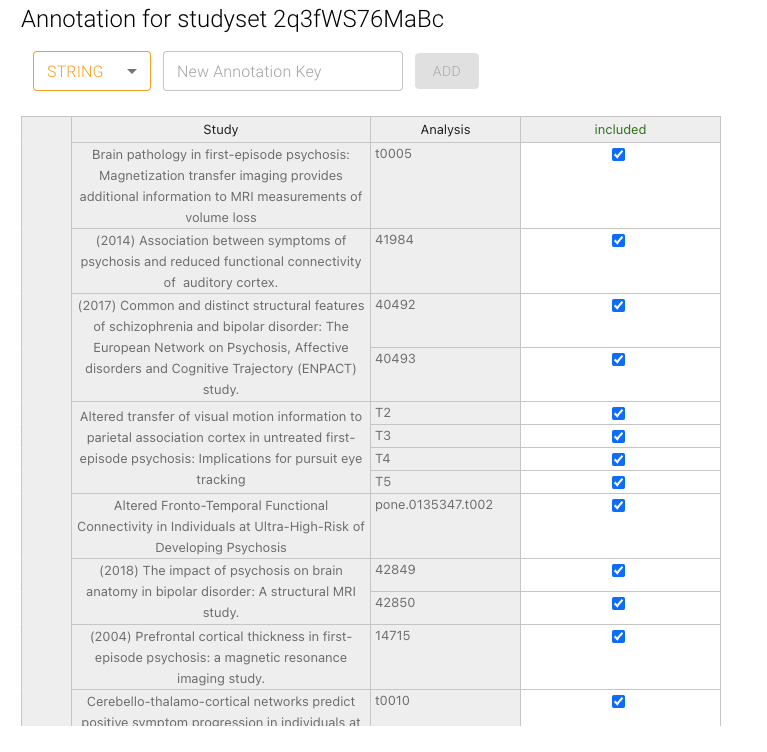 Annotation for studyset 2q3fWS76MaBc
STRING New Annotation Key ADD
Study Analysis included
Brain pathology in first-episode psychosis: t0005
Magnetization transfer imaging provides
additional information to MRI measurements of
volume loss
(2014) Association between symptoms of 41984
psychosis and reduced functional connectivity
of auditory cortex.
(2017) Common and distinct structural features 40492
of schizophrenia and bipolar disorder: The
European Network on Psychosis, Affective
disorders and Cognitive Trajectory (ENPACT) 40493
study.
Altered transfer of visual motion information to T2
parietal association cortex in untreated first- T3
episode psychosis: Implications for pursuit eye T4
tracking T5
Altered Fronto-Temporal Functional pone.0135347.t002
Connectivity in Individuals at Ultra-High-Risk of
Developing Psychosis
(2018) The impact of psychosis on brain 42849
anatomy in bipolar disorder: A structural MRI 42850
study.
(2004) Prefrontal cortical thickness in first- 14715
episode psychosis: a magnetic resonance
imaging study.
Cerebello-thalamo-cortical networks predict t0010
positive symptom progression in individuals at